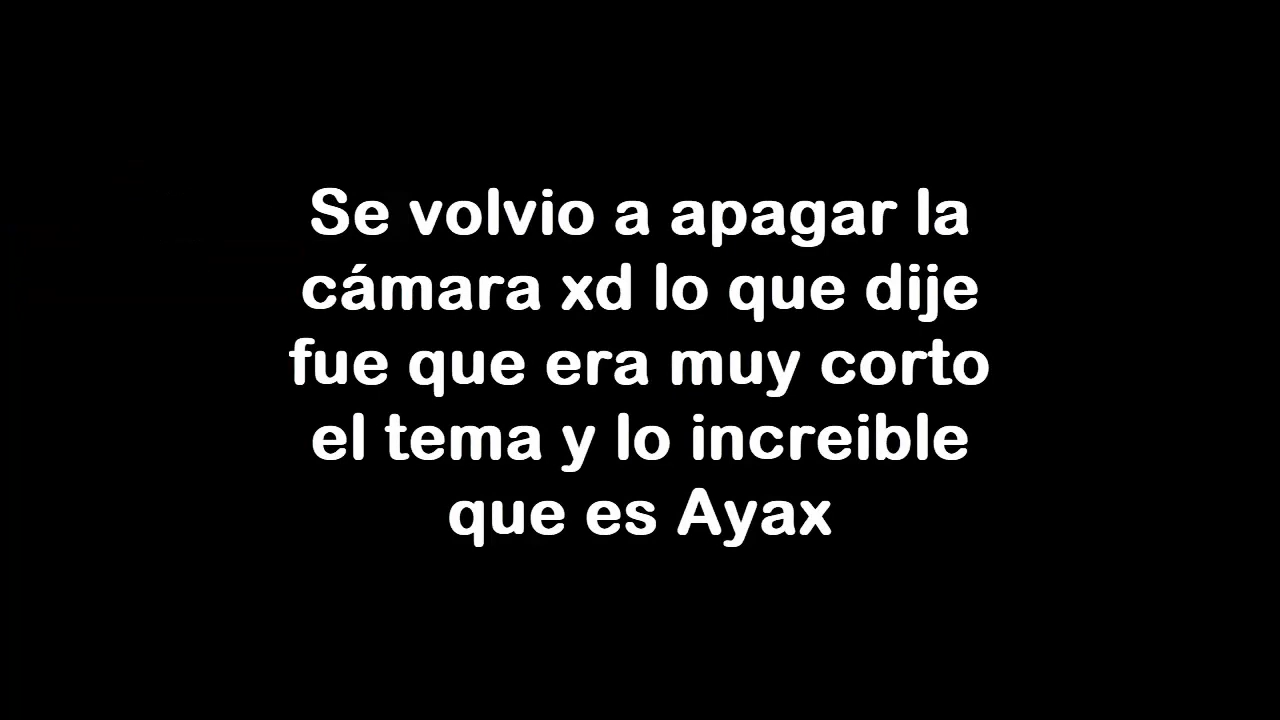 Se volvio a apagar la
cámara xd lo que dije
fue que era muy corto
el tema y lo increible
que es Ayax